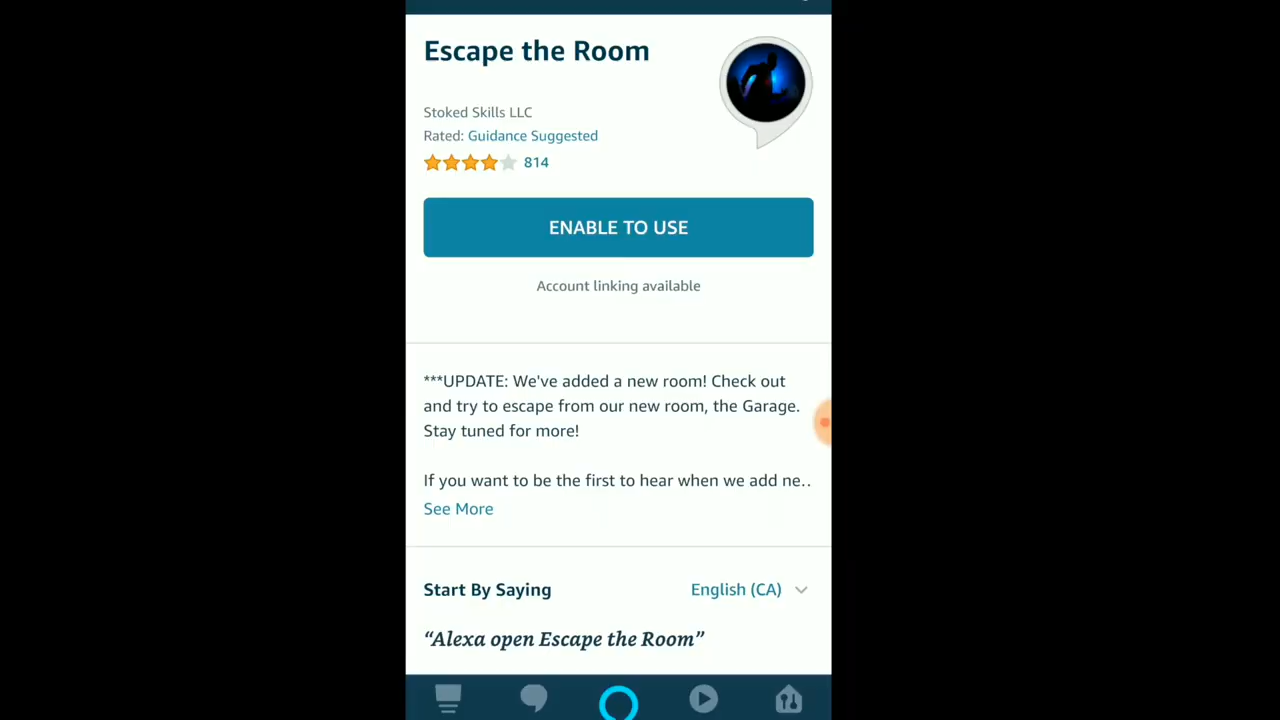 Escape the Room
Stoked Skills LLC
Rated: Guidance Suggested
814
ENABLE TO USE
Account linking available
***UPDATE: We've added a new room! Check out
and try to escape from our new room, the Garage.
Stay tuned for more!
If you want to be the first to hear when we add ne..
See More
Start By Saying
English (CA)
“Alexa open Escape the Room”